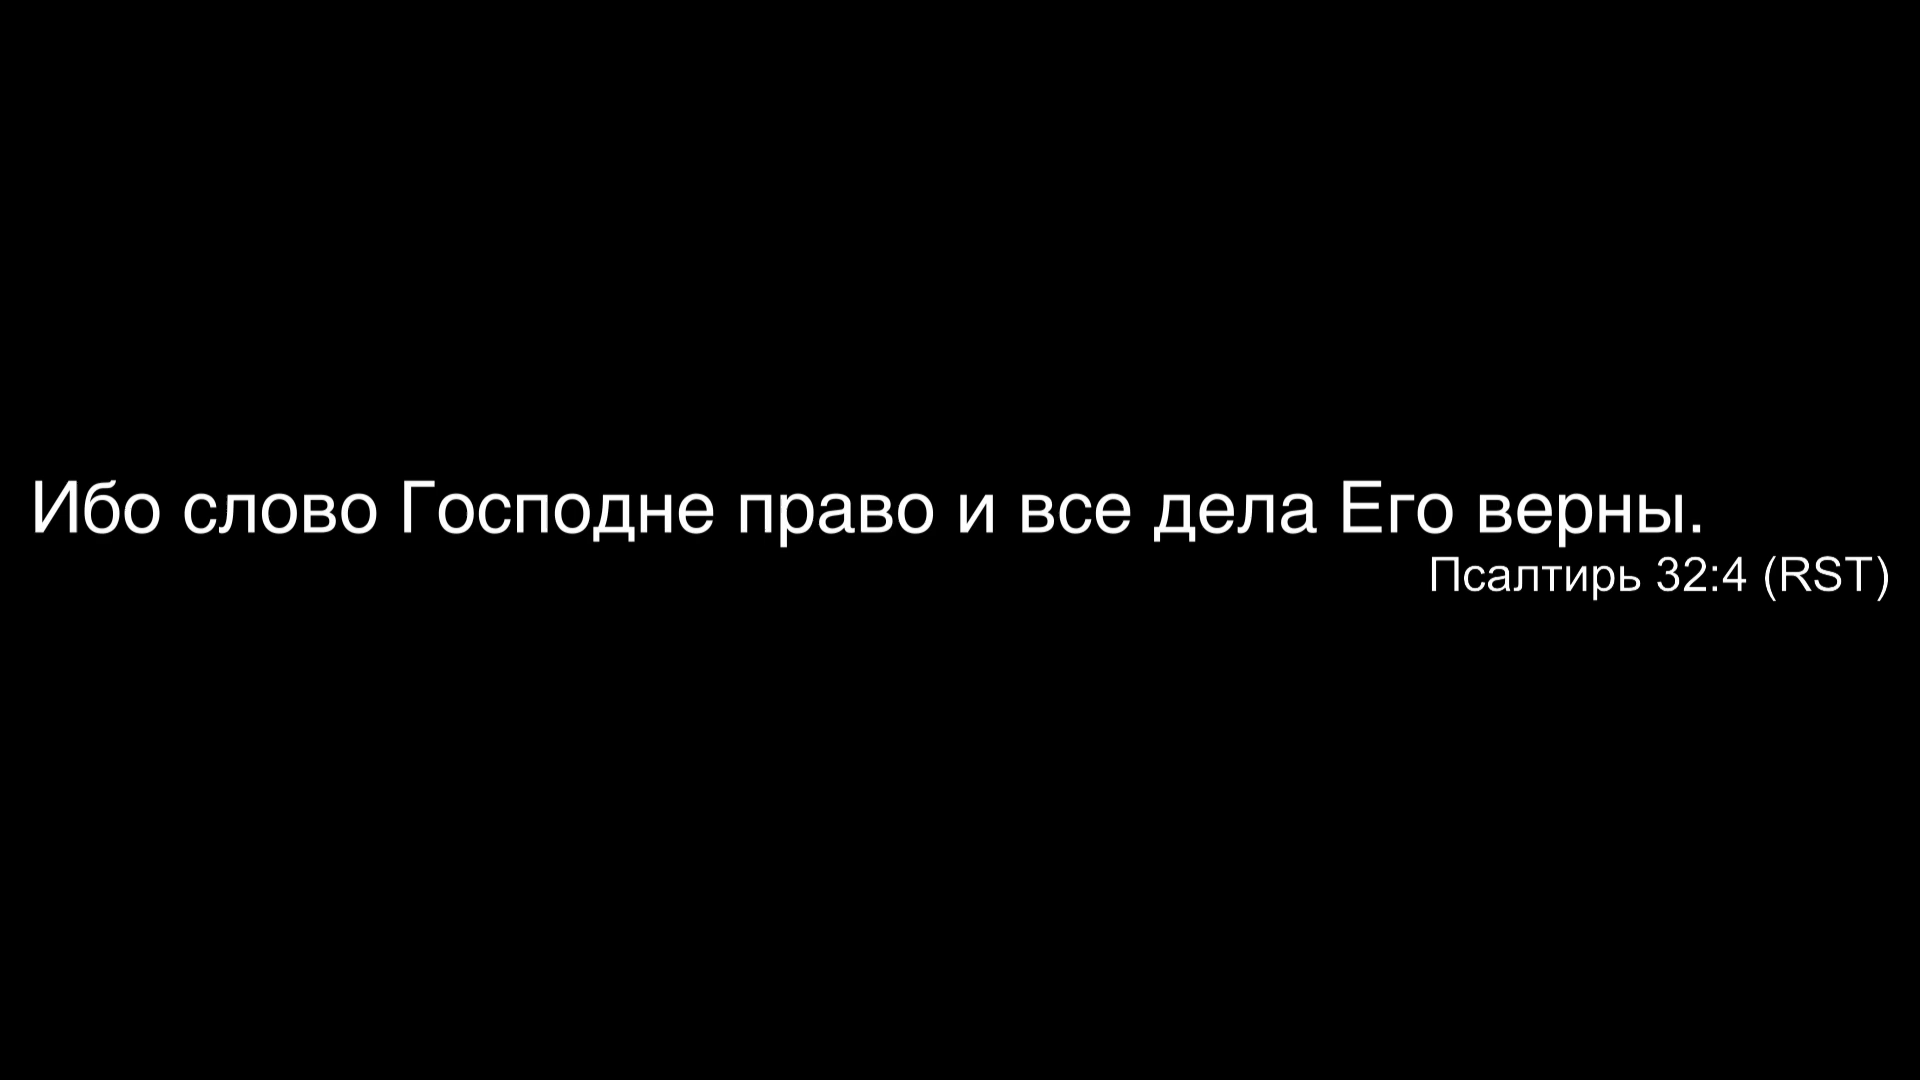 Ибо слово Господне право и все дела Его верны.
Псалтирь 32:4 (RST)